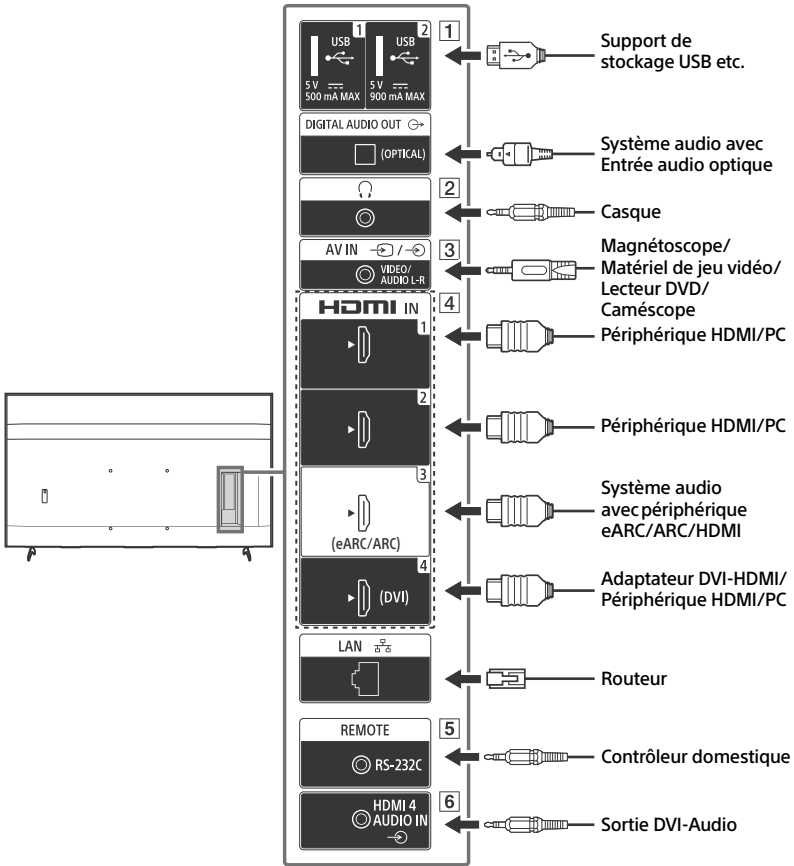 1
USB
2
USB
1
5 V
500 mA MAX
5 V
900 mA MAX
Support de
stockage USB etc.
DIGITAL AUDIO OUT
(OPTICAL)
Système audio avec
Entrée audio optique
2
Casque
AV IN
/
3
VIDEO/
AUDIO L-R
Magnétoscope/
Matériel de jeu vidéo/
Lecteur DVD/
Caméscope
HDMI IN
4
1
Périphérique HDMI/PC
2
Périphérique HDMI/PC
3
(eARC/ARC)
Système audio
avec périphérique
eARC/ARC/HDMI
4
(DVI)
Adaptateur DVI-HDMI/
Périphérique HDMI/PC
LAN
Routeur
REMOTE
5
RS-232C
Contrôleur domestique
HDMI 4
AUDIO IN
6
Sortie DVI-Audio